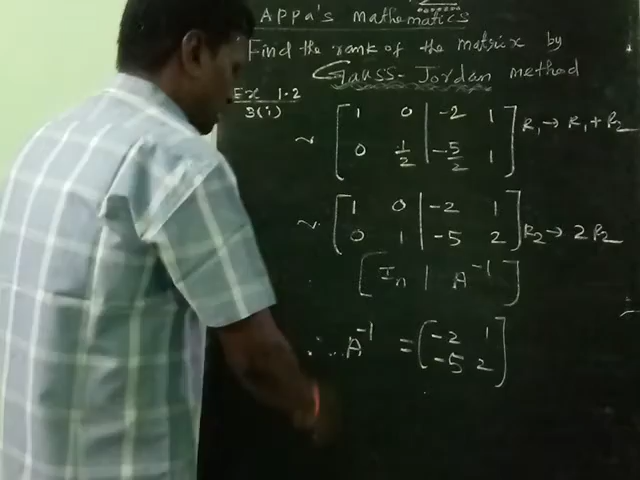 APPA's Mathematics
Find the rank of the matrix by
Gauss-Jordan method
Ex 1.2
3(i)
~ [1 0 | -2 1] R₁ → R₁ + R₂
[0 1/2 | -5/2 1]
~ [1 0 | -2 1]
[0 1 | -5 2] R₂ → 2R₂
[Iₙ | A⁻¹]
∴ A⁻¹ = [-2 1]
[-5 2]